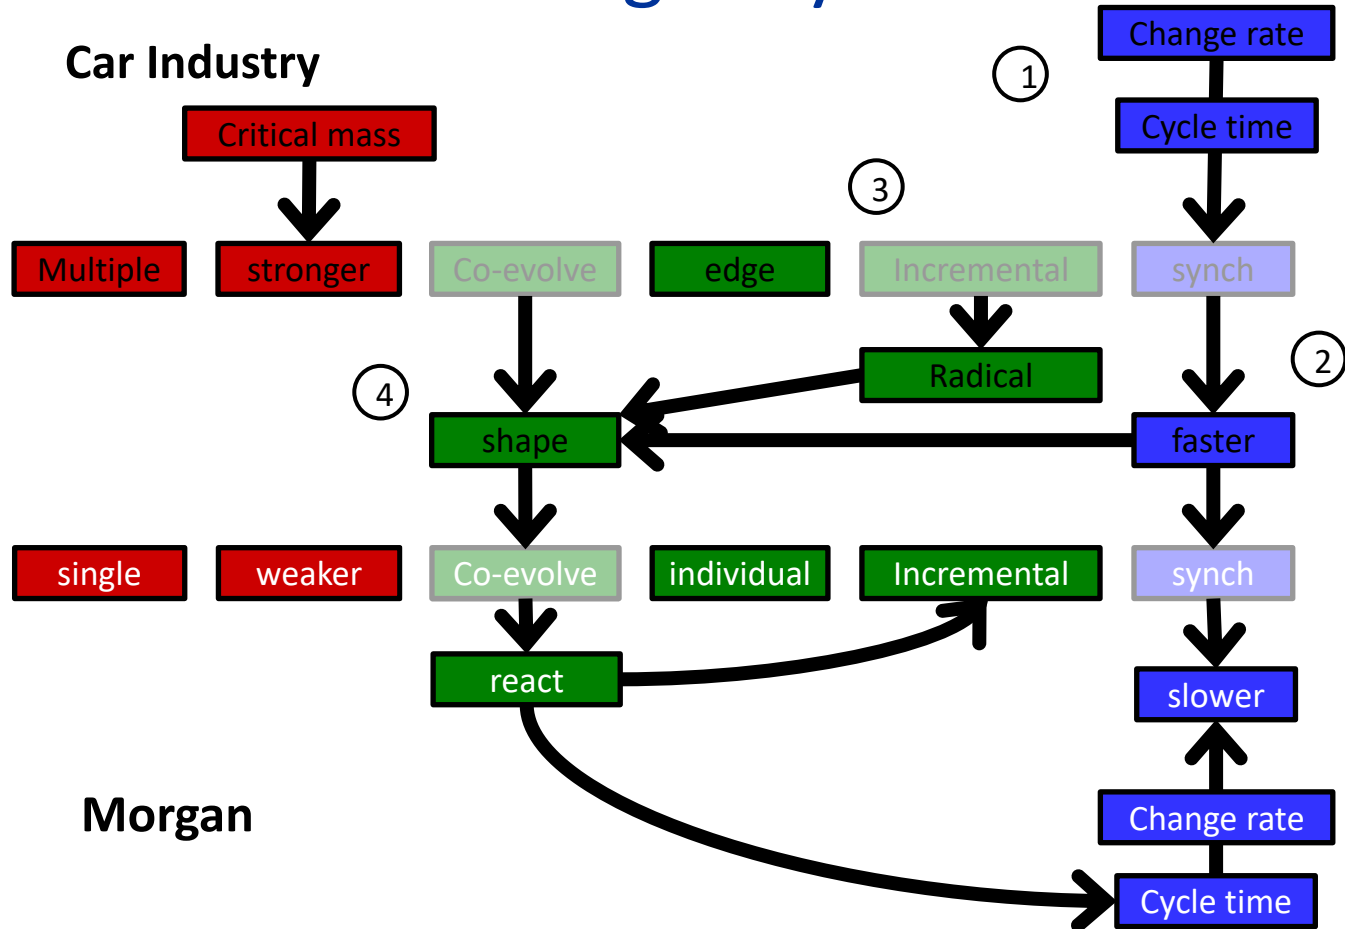 Change rate
Car Industry
1
Critical mass
Cycle time
3
Multiple stronger Co-evolve edge Incremental synch
Radical
2
4
shape
faster
single weaker Co-evolve individual Incremental synch
react
slower
Morgan
Change rate
Cycle time